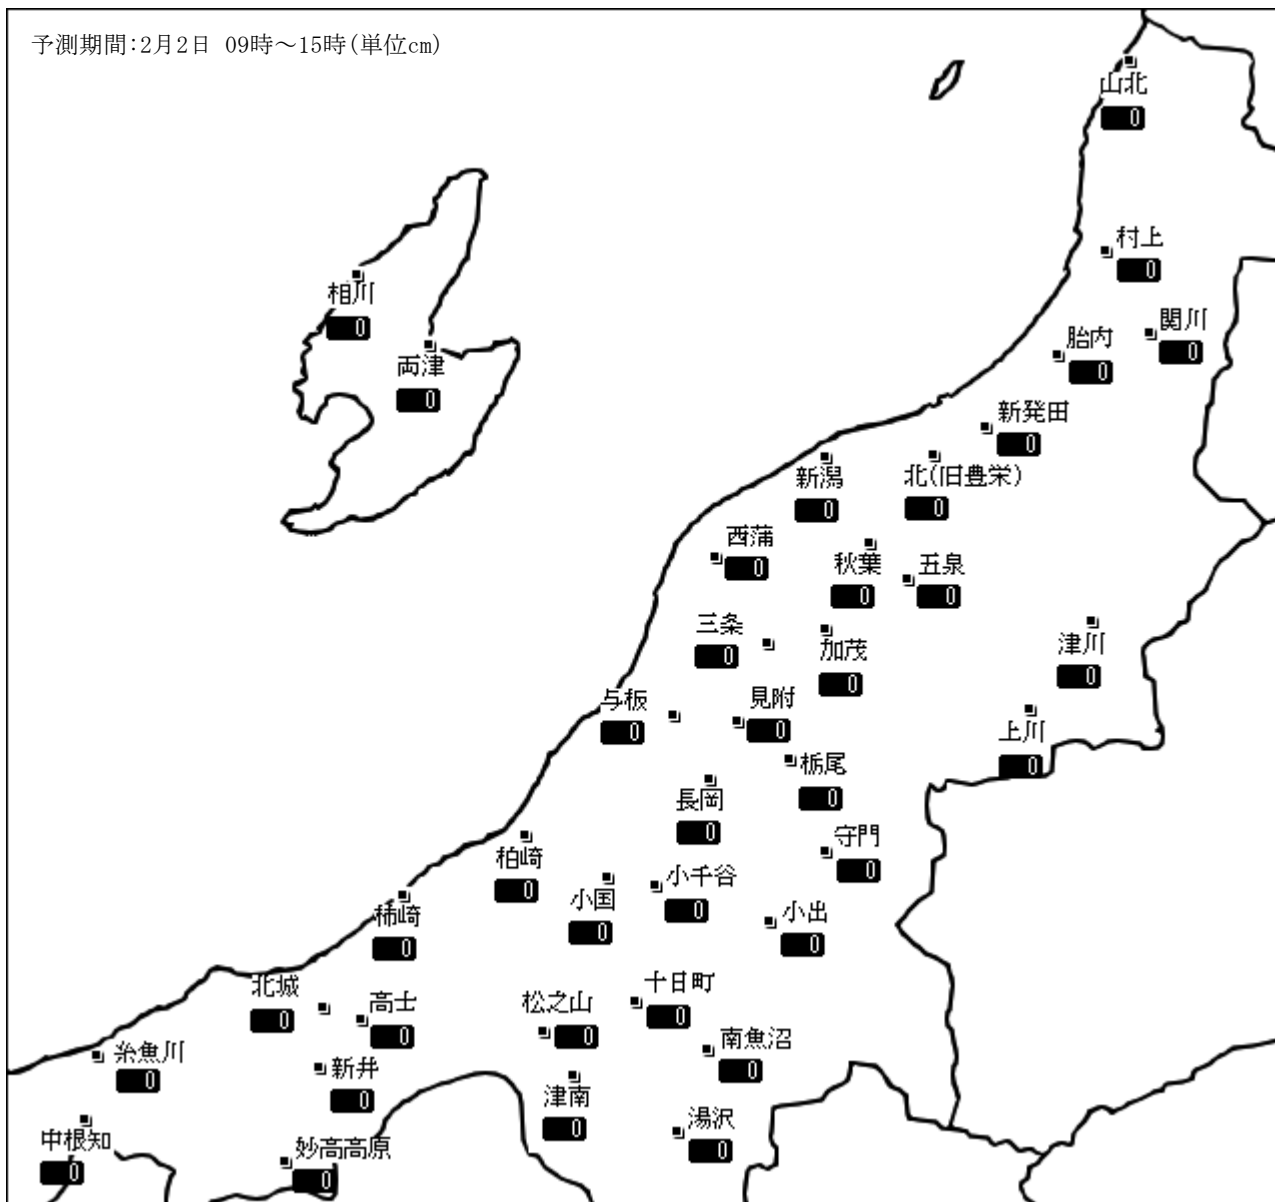 予測期間:2月2日 09時～15時(単位cm)
山北
0
村上
0
相川
0
関川
0
胎内
0
両津
0
新発田
0
新潟
0
北(旧豊栄)
0
西蒲
0
秋葉
0
五泉
0
三条
0
加茂
0
津川
0
与板
0
見附
0
上川
0
栃尾
0
長岡
0
守門
0
柏崎
0
小国
0
小千谷
0
小出
0
柿崎
0
北城
0
高士
0
松之山
0
十日町
0
南魚沼
0
糸魚川
0
新井
0
津南
0
湯沢
0
中根知
0
妙高高原
0